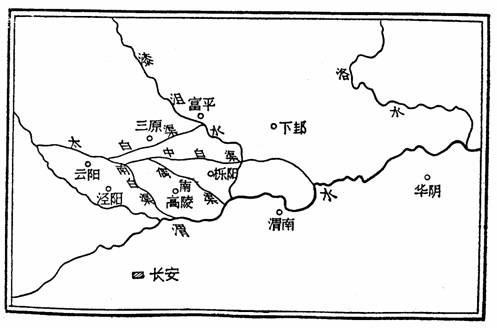 漆沮水
洛水
富平
三原
下邽
太白渠
中白渠
云阳
南白渠
偶南渠
栎阳
泾阳
高陵
华阴
渭水
渭南
长安